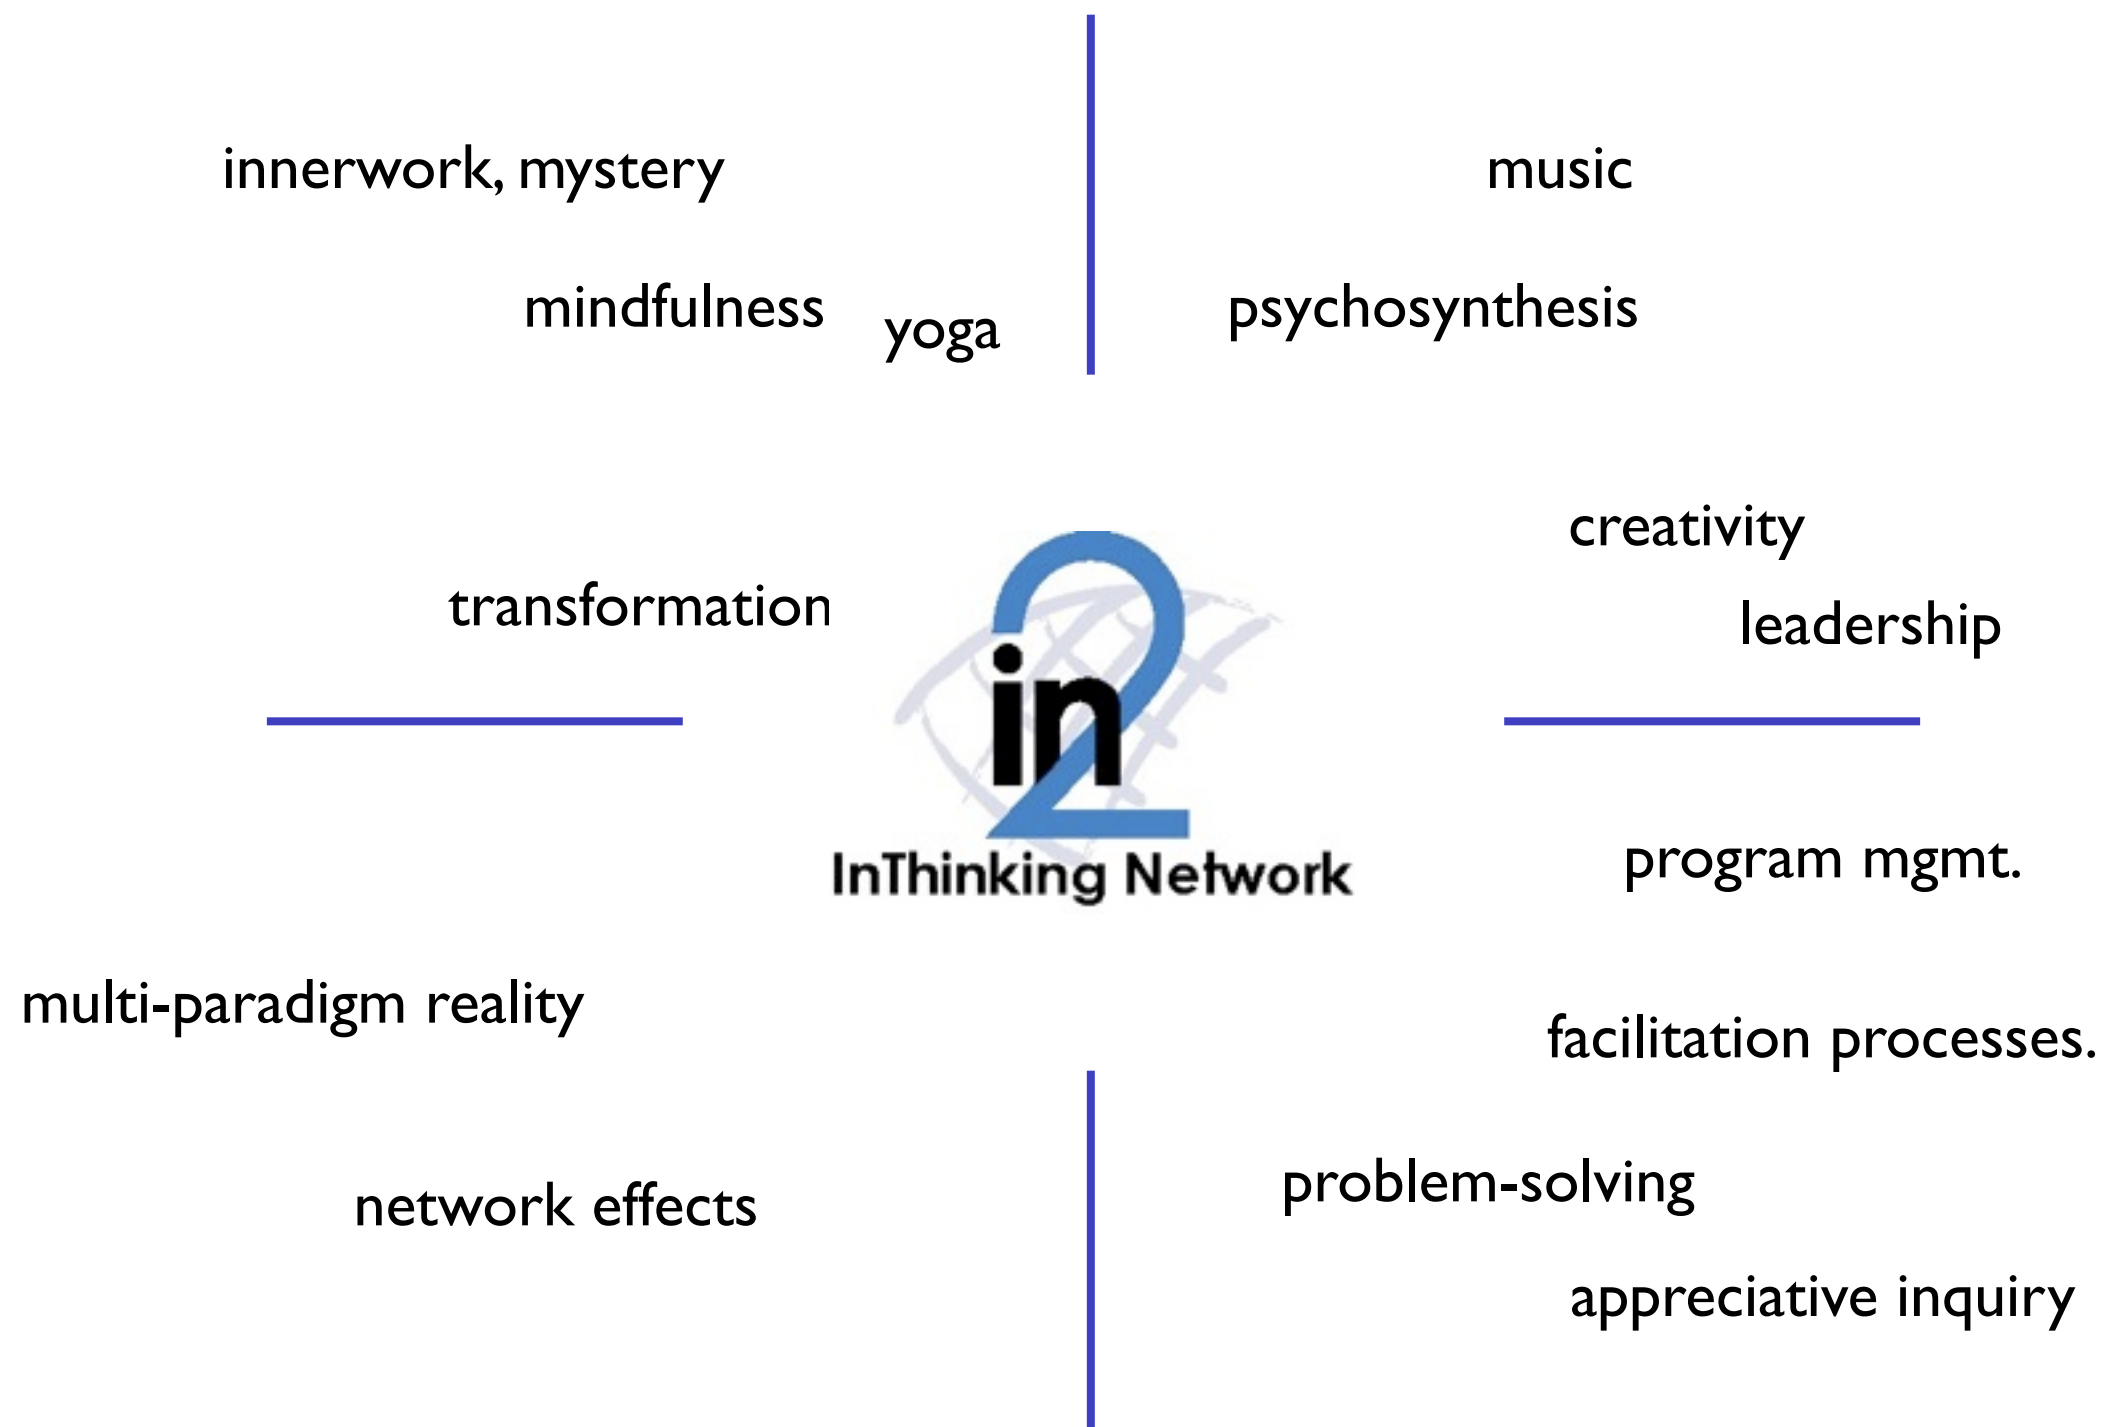 innerwork, mystery
music
mindfulness
yoga
psychosynthesis
creativity
transformation
leadership
in2
InThinking Network
program mgmt.
multi-paradigm reality
facilitation processes.
problem-solving
network effects
appreciative inquiry